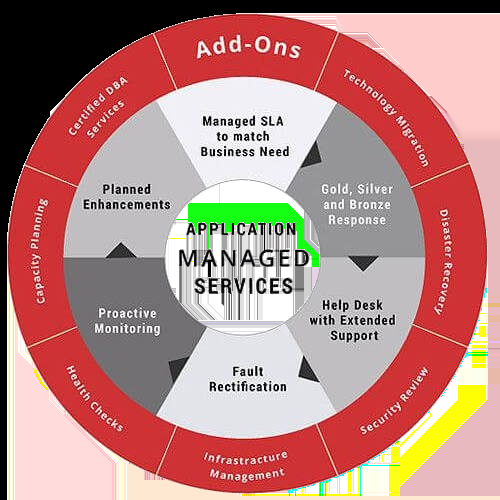 Add-Ons
Technology Migration
Disaster Recovery
Security Review
Infrastructure
Management
Health Checks
Capacity Planning
Certified DBA
Services
Managed SLA
to match
Business Need
Gold, Silver
and Bronze
Response
Help Desk
with Extended
Support
Fault
Rectification
Proactive
Monitoring
Planned
Enhancements
APPLICATION
MANAGED
SERVICES